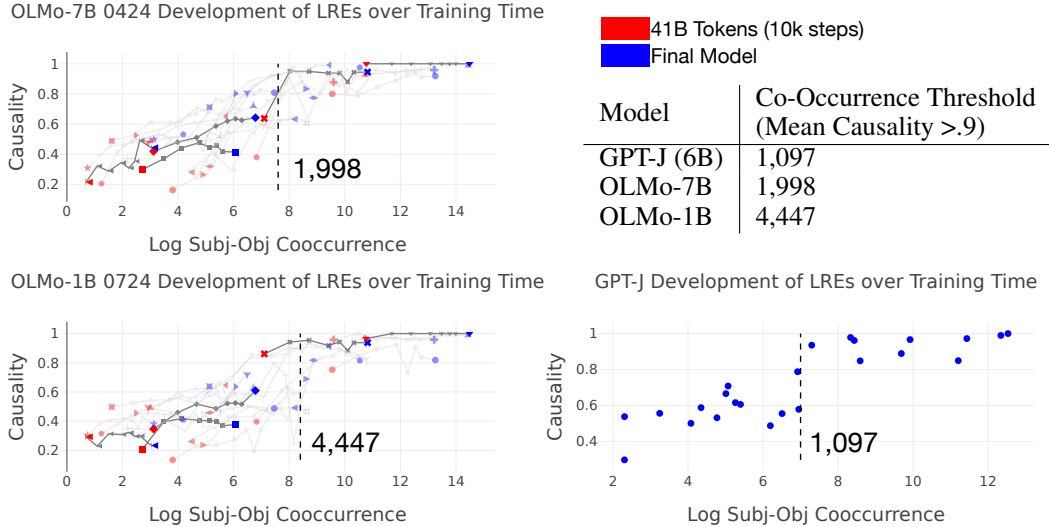 OLMo-7B 0424 Development of LREs over Training Time
Causality
1
0.8
0.6
0.4
0.2
1,998
0 2 4 6 8 10 12 14
Log Subj-Obj Cooccurrence
41B Tokens (10k steps)
Final Model
Model Co-Occurrence Threshold
(Mean Causality >.9)
GPT-J (6B) 1,097
OLMo-7B 1,998
OLMo-1B 4,447
OLMo-1B 0724 Development of LREs over Training Time
Causality
1
0.8
0.6
0.4
0.2
4,447
0 2 4 6 8 10 12 14
Log Subj-Obj Cooccurrence
GPT-J Development of LREs over Training Time
Causality
1
0.8
0.6
0.4
1,097
2 4 6 8 10 12
Log Subj-Obj Cooccurrence